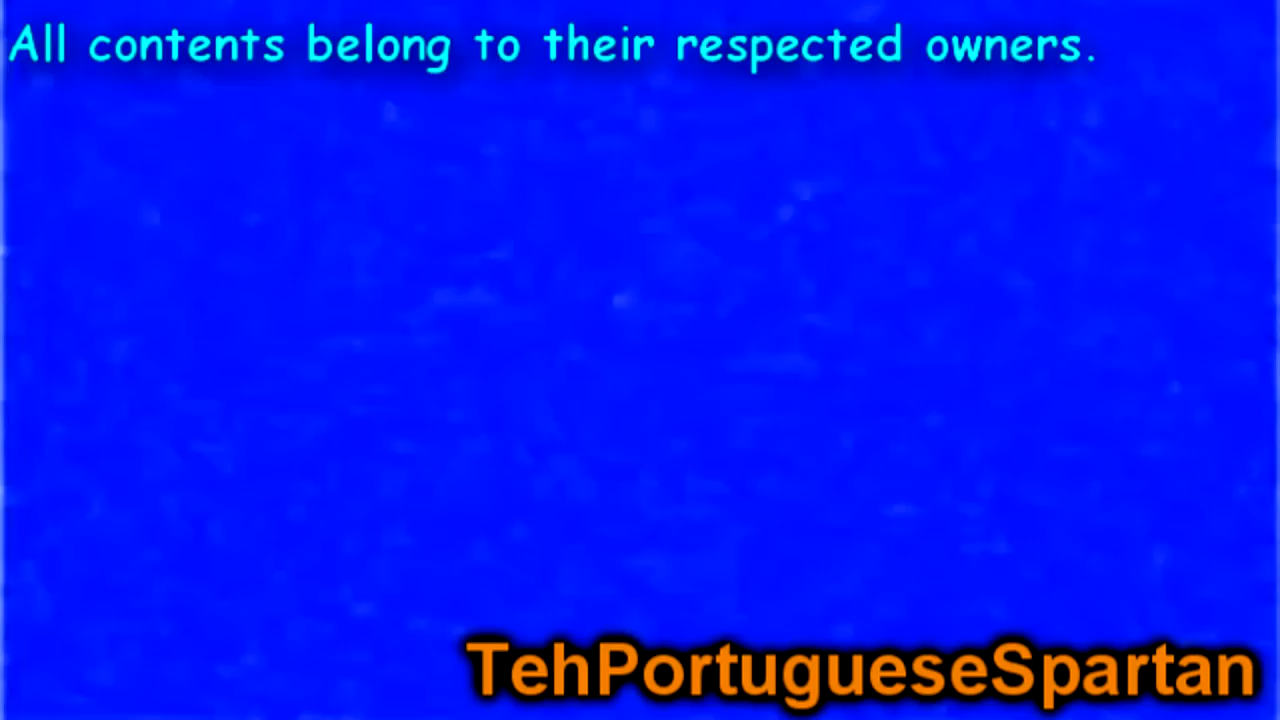 All contents belong to their respected owners.
TehPortugueseSpartan